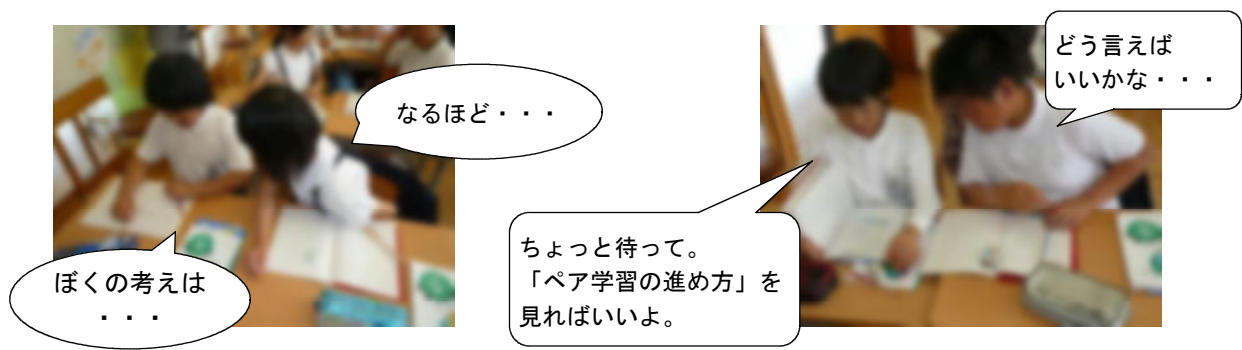 なるほど・・・
ぼくの考えは
・・・
どう言えば
いいかな・・・
ちょっと待って。
「ペア学習の進め方」を
見ればいいよ。